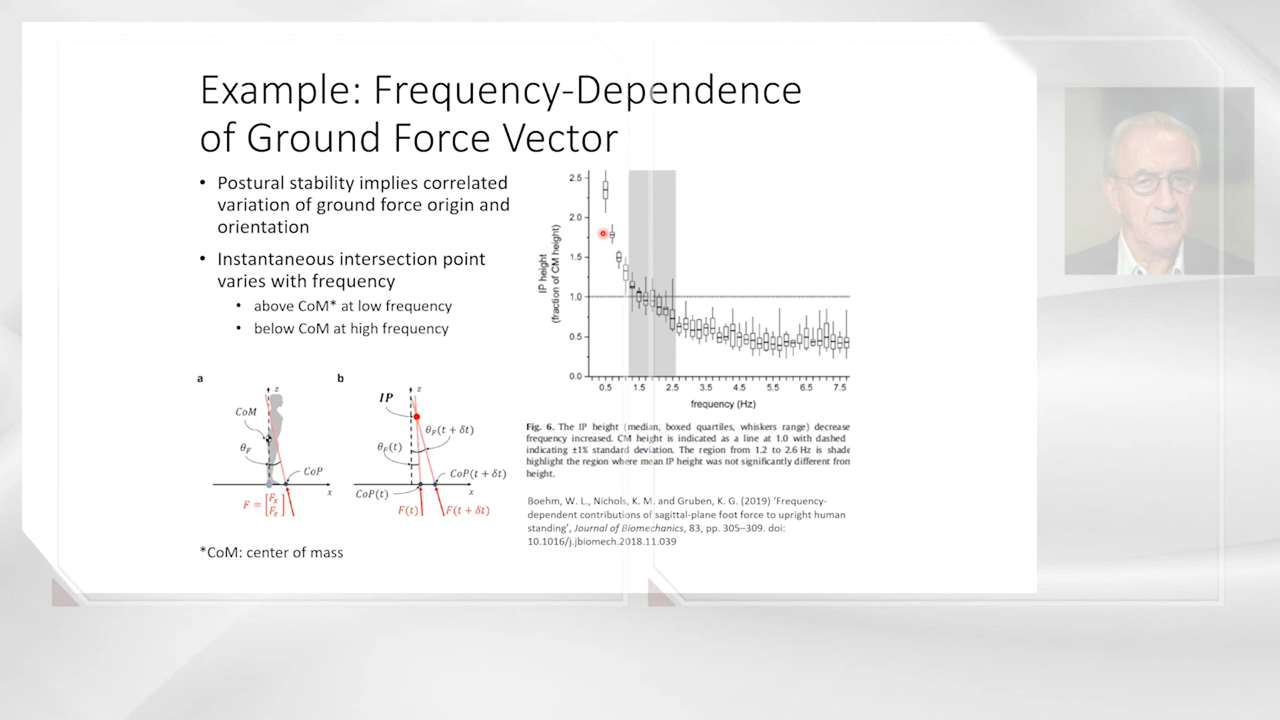 Example: Frequency-Dependence
of Ground Force Vector
• Postural stability implies correlated
variation of ground force origin and
orientation
• Instantaneous intersection point
varies with frequency
• above CoM* at low frequency
• below CoM at high frequency
a
z
CoM
θF
CoP
x
F = [Fx Fz]
b
z
IP
θF(t + δt)
θF(t)
CoP(t + δt)
CoP(t)
x
F(t)
F(t + δt)
*CoM: center of mass
IP height
(fraction of CM height)
2.5
2.0
1.5
1.0
0.5
0.0
0.5 1.5 2.5 3.5 4.5 5.5 6.5 7.5
frequency (Hz)
Fig. 6. The IP height (median, boxed quartiles, whiskers range) decrease
frequency increased. CM height is indicated as a line at 1.0 with dashed
indicating ±1% standard deviation. The region from 1.2 to 2.6 Hz is shade
highlight the region where mean IP height was not significantly different from
height.
Boehm, W. L., Nichols, K. M. and Gruben, K. G. (2019) 'Frequency-
dependent contributions of sagittal-plane foot force to upright human
standing', Journal of Biomechanics, 83, pp. 305–309. doi:
10.1016/j.jbiomech.2018.11.039